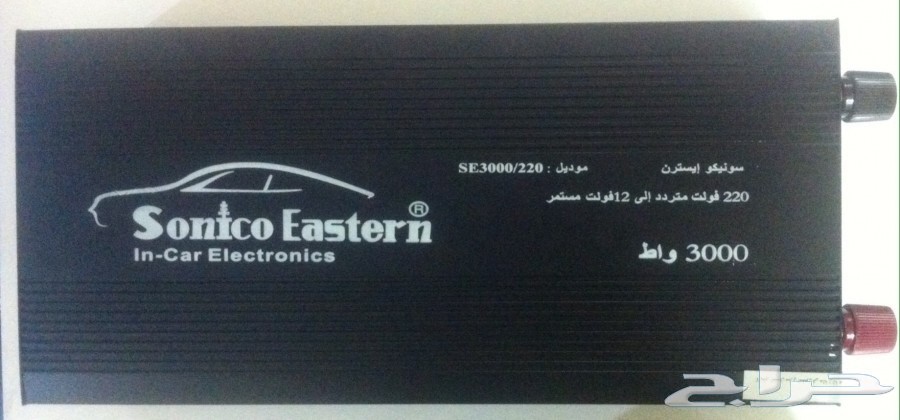 Sonico Eastern®
In-Car Electronics
سونيكو إيسترن موديل : SE3000/220
220 فولت متردد إلى 12فولت مستمر
3000 واط
حراج